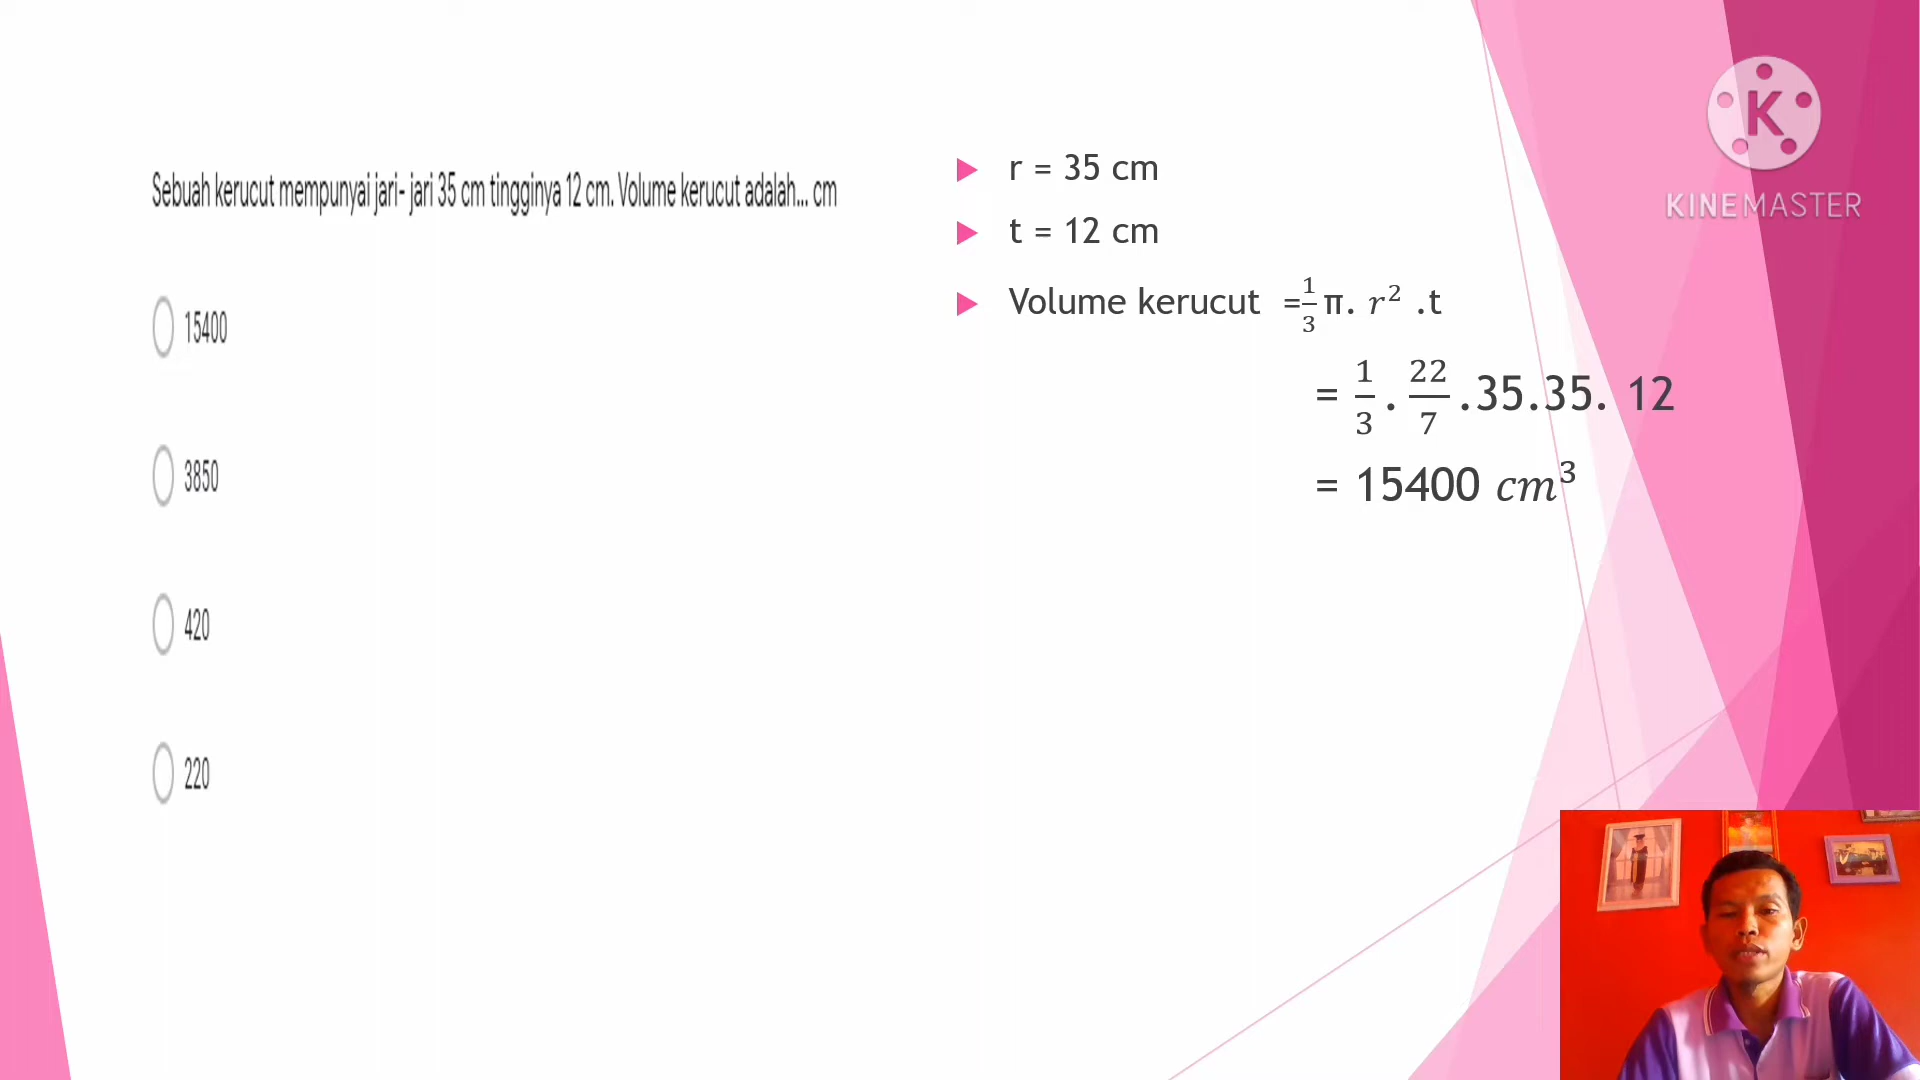 Sebuah kerucut mempunyai jari- jari 35 cm tingginya 12 cm. Volume kerucut adalah... cm
15400
3850
420
220
r = 35 cm
t = 12 cm
Volume kerucut = 1/3 π. r² .t
= 1/3 . 22/7 .35.35. 12
= 15400 cm³
K
KINEMASTER